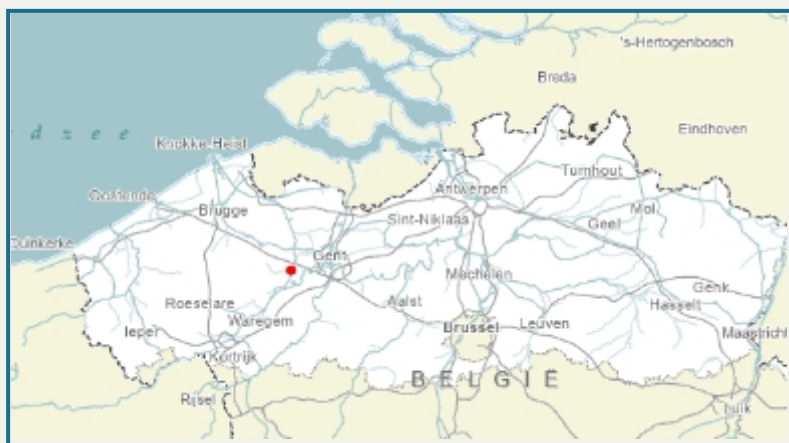 's-Hertogenbosch
Breda
d z e e
Eindhoven
Knokke-Heist
Turnhout
Antwerpen
Oostende
Mol
Brugge
Sint-Niklaas
Geel
Duinkerke
Gent
Mechelen
Genk
Roeselare
Aalst
Hasselt
Waregem
Ieper
Brussel
Leuven
Maastricht
Kortrijk
BELGIË
Rijsel
Luik